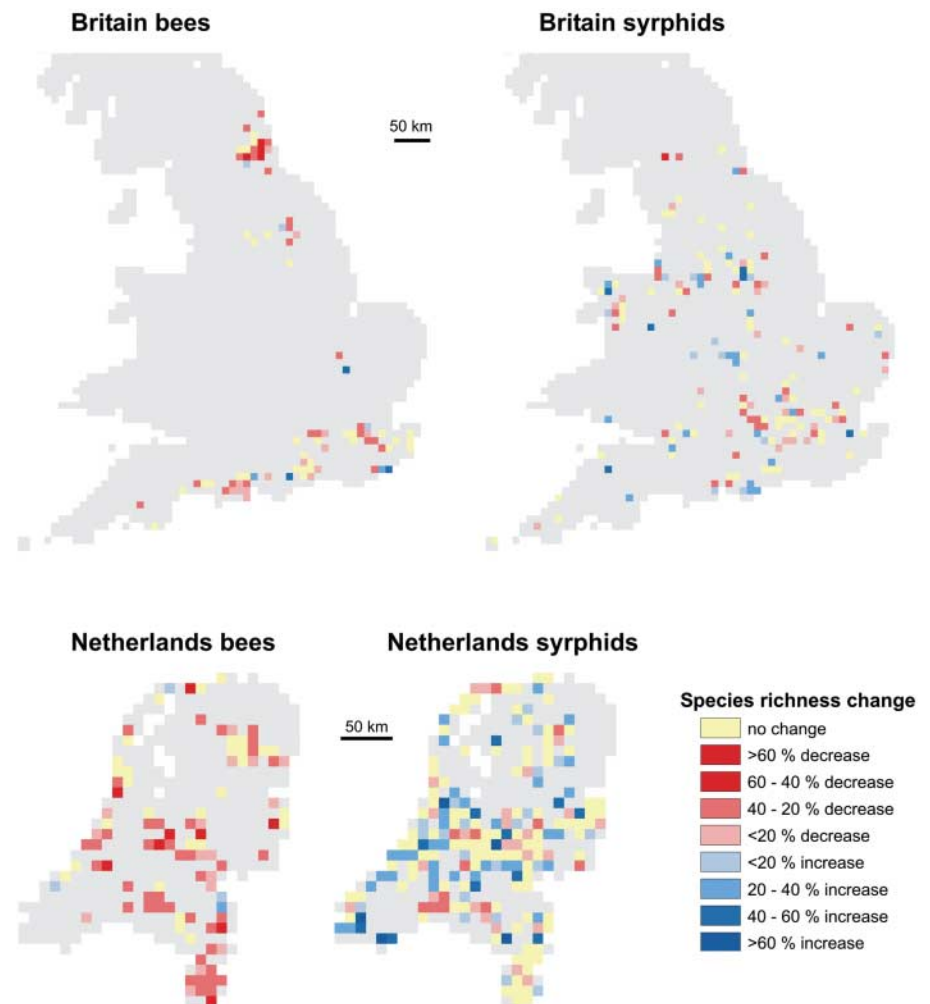 Britain bees
Britain syrphids
50 km
Netherlands bees
Netherlands syrphids
50 km
Species richness change
no change
>60 % decrease
60 - 40 % decrease
40 - 20 % decrease
<20 % decrease
<20 % increase
20 - 40 % increase
40 - 60 % increase
>60 % increase